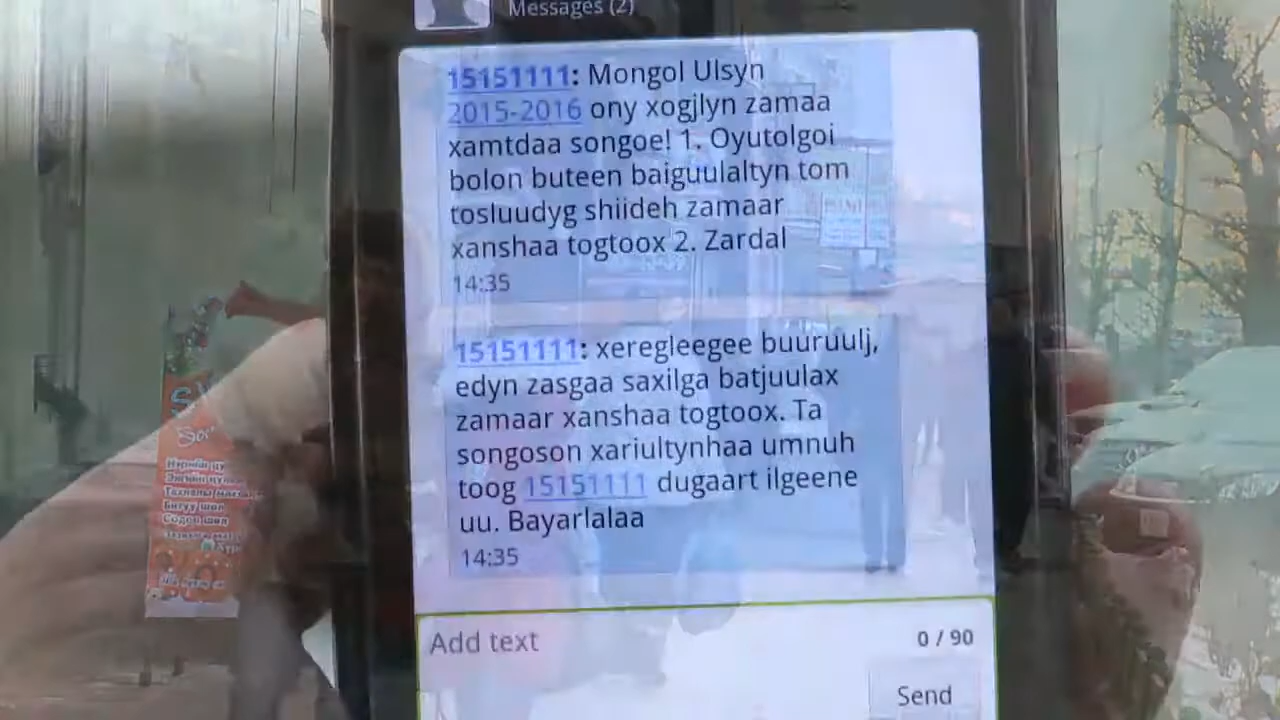 Messages (2)
15151111: Mongol Ulsyn
2015-2016 ony xogjlyn zamaa
xamtdaa songoe! 1. Oyutolgoi
bolon buteen baiguulaltyn tom
tosluudyg shiideh zamaar
xanshaa togtoox 2. Zardal
14:35
15151111: xeregleegee buuruulj,
edyn zasgaa saxilga batjuulax
zamaar xanshaa togtoox. Ta
songoson xariultynhaa umnuh
toog 15151111 dugaart ilgeene
uu. Bayarlalaa
14:35
Add text
0 / 90
Send
Битүү шөл